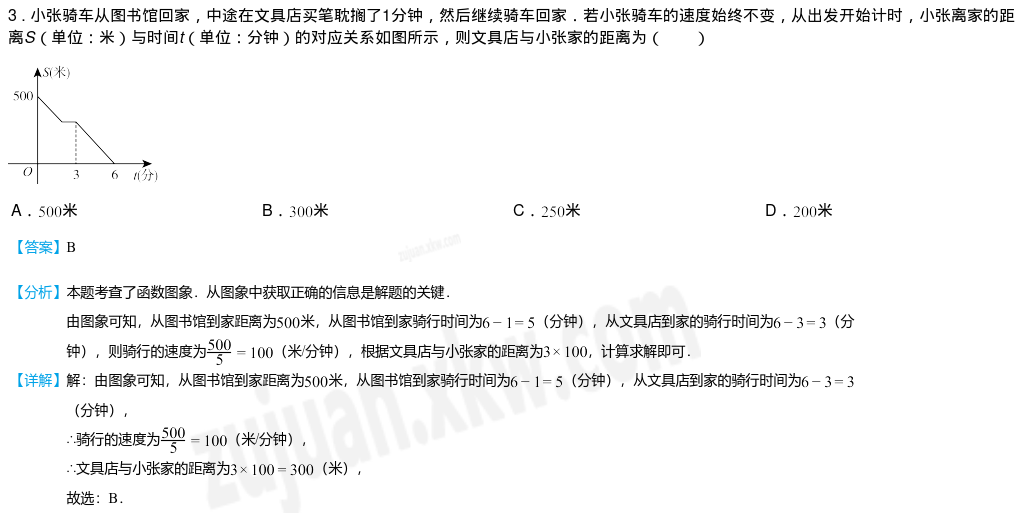 3．小张骑车从图书馆回家，中途在文具店买笔耽搁了1分钟，然后继续骑车回家．若小张骑车的速度始终不变，从出发开始计时，小张离家的距
离S（单位：米）与时间t（单位：分钟）的对应关系如图所示，则文具店与小张家的距离为（　　）
S(米)
500
O 3 6 t(分)
A．500米 B．300米 C．250米 D．200米
【答案】B
【分析】本题考查了函数图象．从图象中获取正确的信息是解题的关键．
由图象可知，从图书馆到家距离为500米，从图书馆到家骑行时间为6－1＝5（分钟），从文具店到家的骑行时间为6－3＝3（分
钟），则骑行的速度为500/5＝100（米/分钟），根据文具店与小张家的距离为3×100，计算求解即可．
【详解】解：由图象可知，从图书馆到家距离为500米，从图书馆到家骑行时间为6－1＝5（分钟），从文具店到家的骑行时间为6－3＝3
（分钟），
∴骑行的速度为500/5＝100（米/分钟），
∴文具店与小张家的距离为3×100＝300（米），
故选：B．
zujuan.xkw.com
zujuan.xkw.com